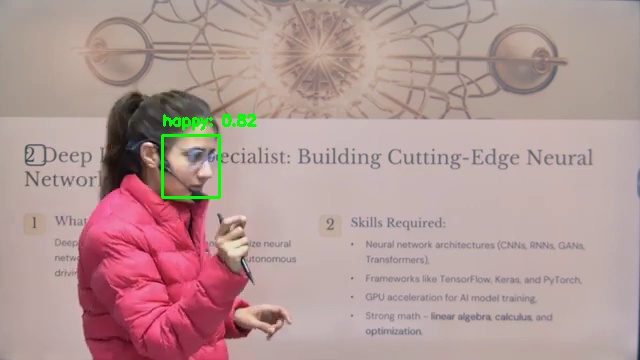 happy: 0.82
2 Deep ecialist: Building Cutting-Edge Neural
Network
1 What
Deep ize neural
netw utonomous
drivi
2 Skills Required:
• Neural network architectures (CNNs, RNNs, GANs,
Transformers).
• Frameworks like TensorFlow, Keras, and PyTorch.
• GPU acceleration for AI model training.
• Strong math – linear algebra, calculus, and
optimization.